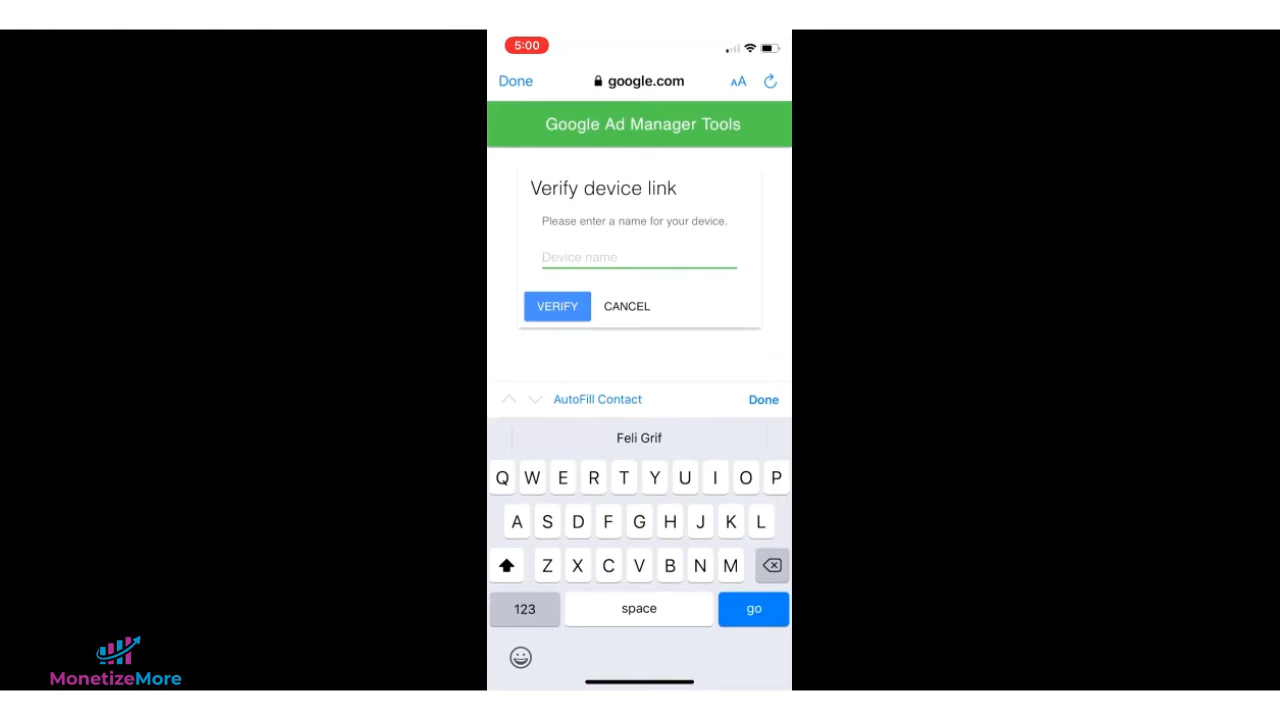 5:00
Done
google.com
AA
Google Ad Manager Tools
Verify device link
Please enter a name for your device.
Device name
VERIFY
CANCEL
AutoFill Contact
Done
Feli Grif
Q W E R T Y U I O P
A S D F G H J K L
Z X C V B N M
123
space
go
MonetizeMore